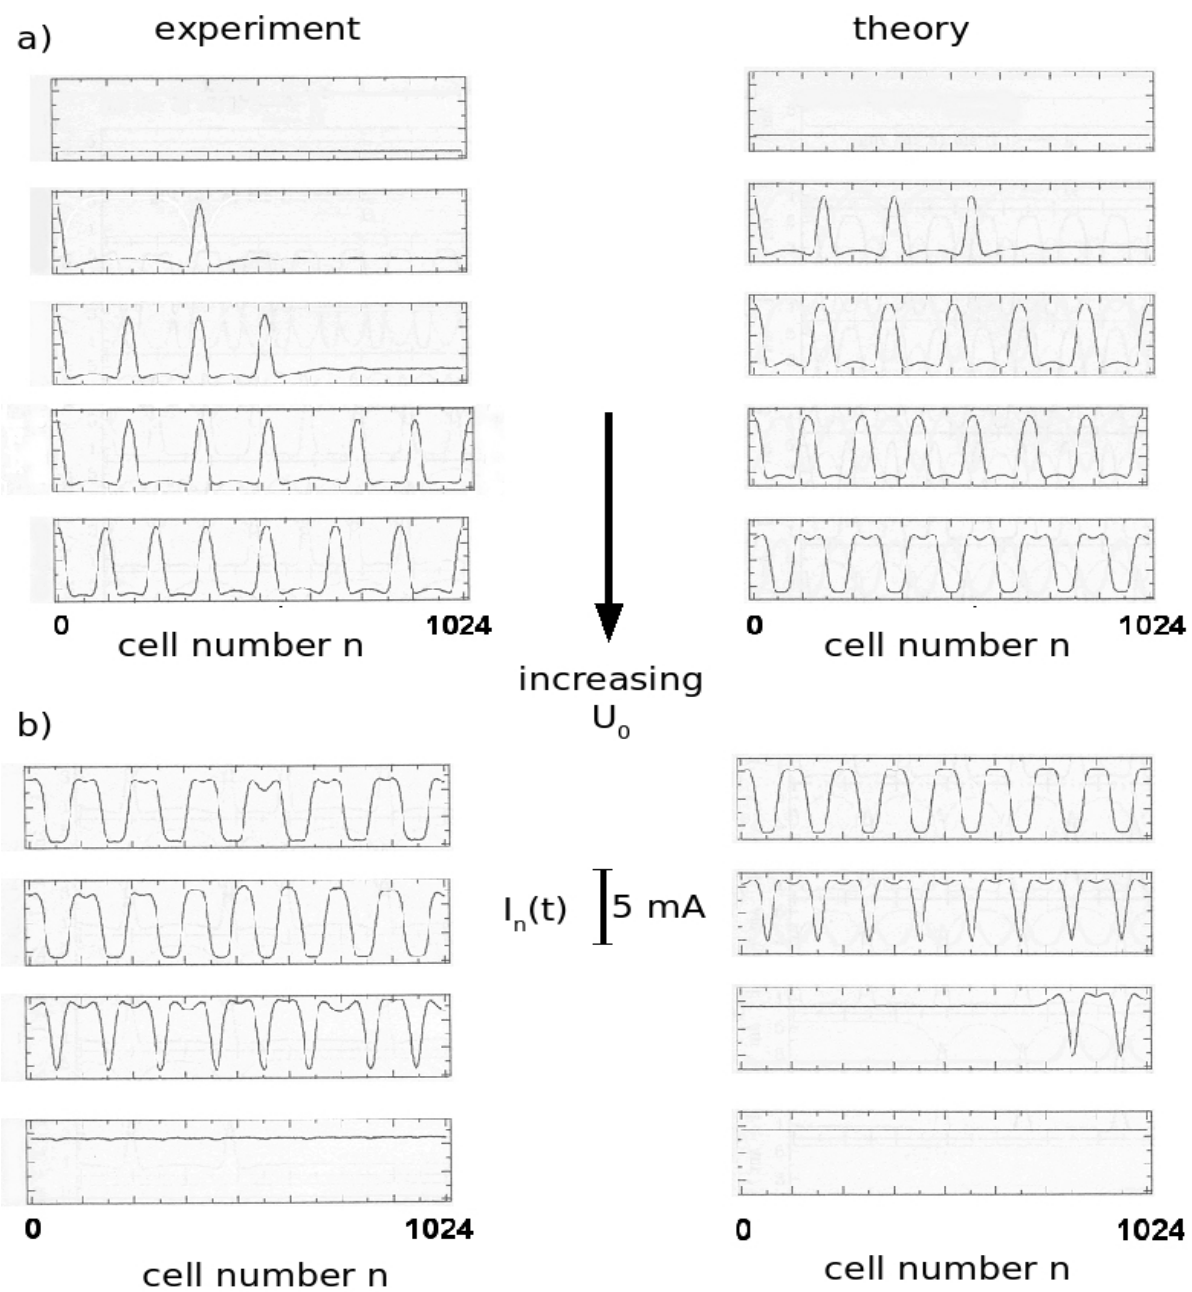 experiment
theory
a)
0
1024
cell number n
0
1024
cell number n
increasing
U0
b)
In(t)
5 mA
0
1024
cell number n
0
1024
cell number n